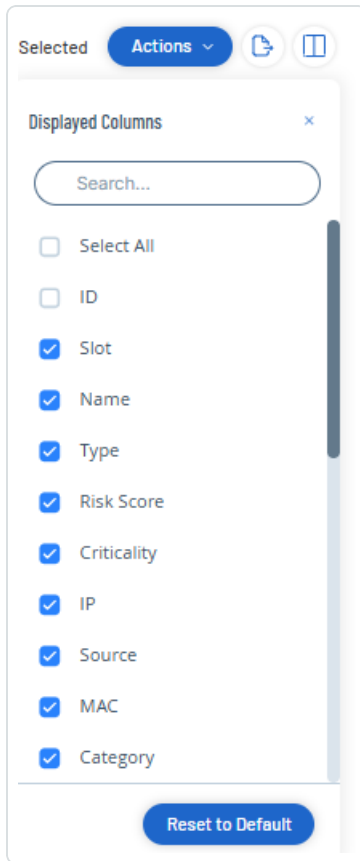 Selected Actions
Displayed Columns ×
Search...
Select All
ID
Slot
Name
Type
Risk Score
Criticality
IP
Source
MAC
Category
Reset to Default